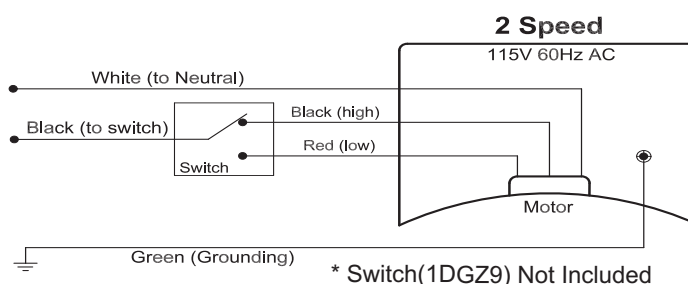 2 Speed
115V 60Hz AC
White (to Neutral)
Black (high)
Black (to switch)
Red (low)
Switch
Motor
Green (Grounding)
* Switch(1DGZ9) Not Included